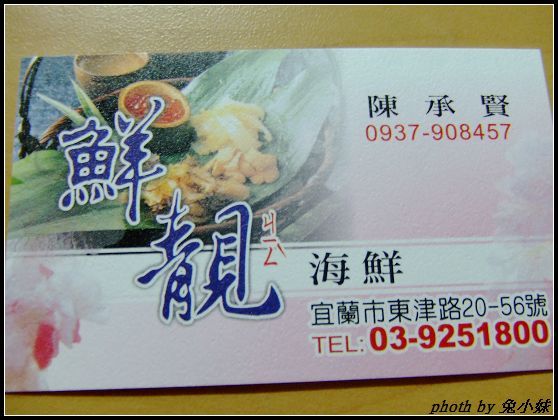 鮮靚
陳承賢
0937-908457
海鮮
宜蘭市東津路20-56號
TEL: 03-9251800
photh by 兔小妹